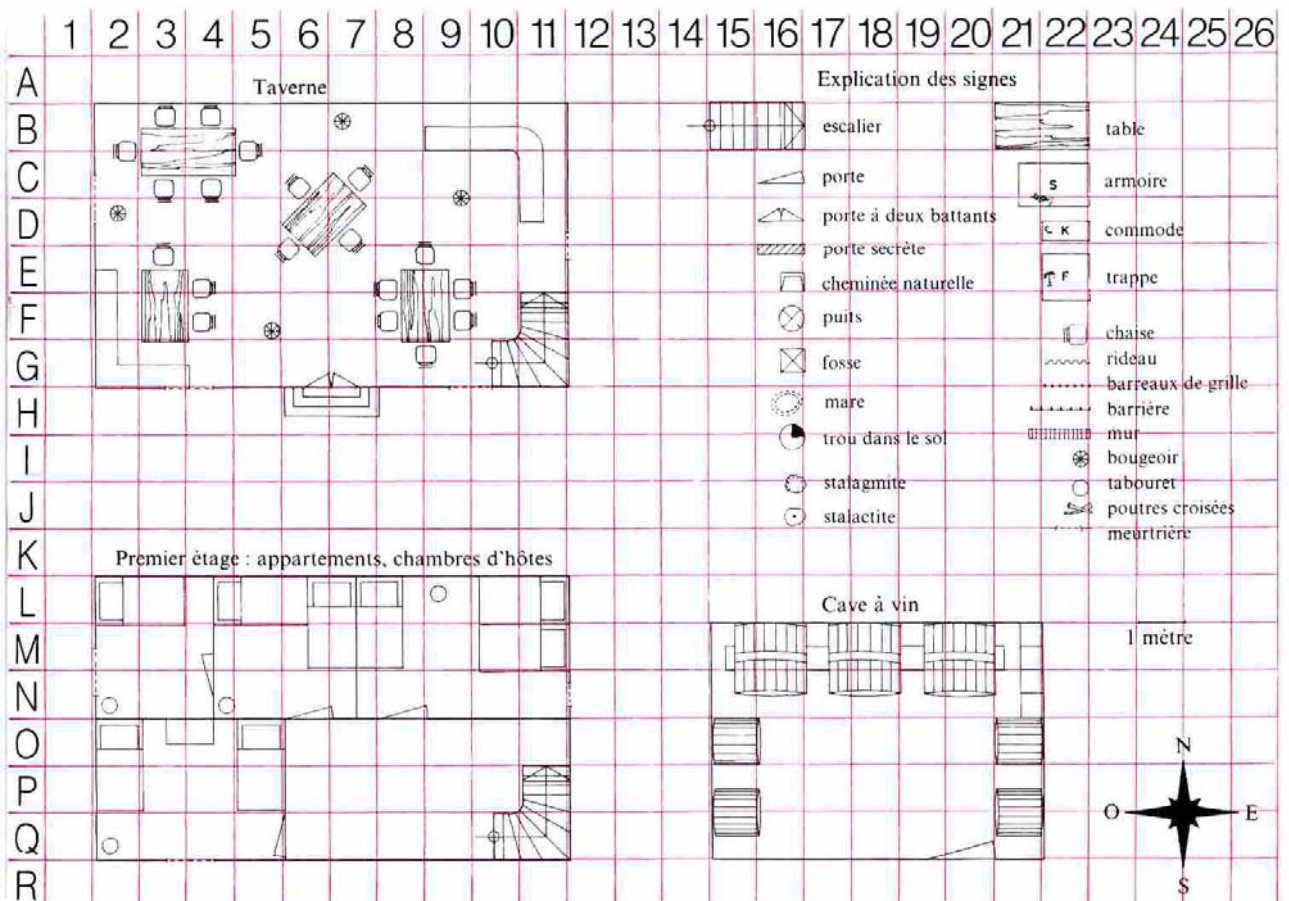 1 2 3 4 5 6 7 8 9 10 11 12 13 14 15 16 17 18 19 20 21 22 23 24 25 26
A
B
C
D
E
F
G
H
I
J
K
L
M
N
O
P
Q
R
Taverne
Explication des signes
escalier
porte
porte à deux battants
porte secrète
cheminée naturelle
puits
fosse
mare
trou dans le sol
stalagmite
stalactite
table
S
armoire
K
commode
F
trappe
chaise
rideau
barreaux de grille
barrière
mur
bougeoir
tabouret
poutres croisées
meurtrière
Premier étage : appartements, chambres d'hôtes
Cave à vin
1 mètre
N
O
E
S